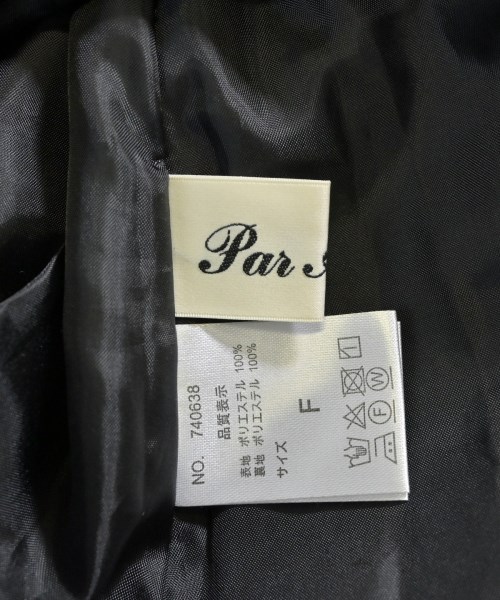 Par
NO. 740638
品質表示
表地 ポリエステル 100%
裏地 ポリエステル 100%
サイズ
F
F W